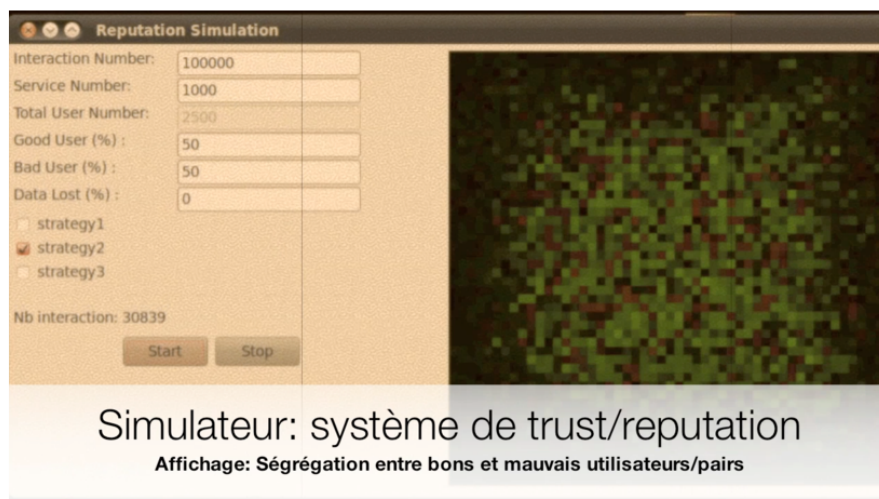 Reputation Simulation
Interaction Number: 100000
Service Number: 1000
Total User Number: 2500
Good User (%) : 50
Bad User (%) : 50
Data Lost (%) : 0
strategy1
strategy2
strategy3
Nb interaction: 30839
Start Stop
Simulateur: système de trust/reputation
Affichage: Ségrégation entre bons et mauvais utilisateurs/pairs